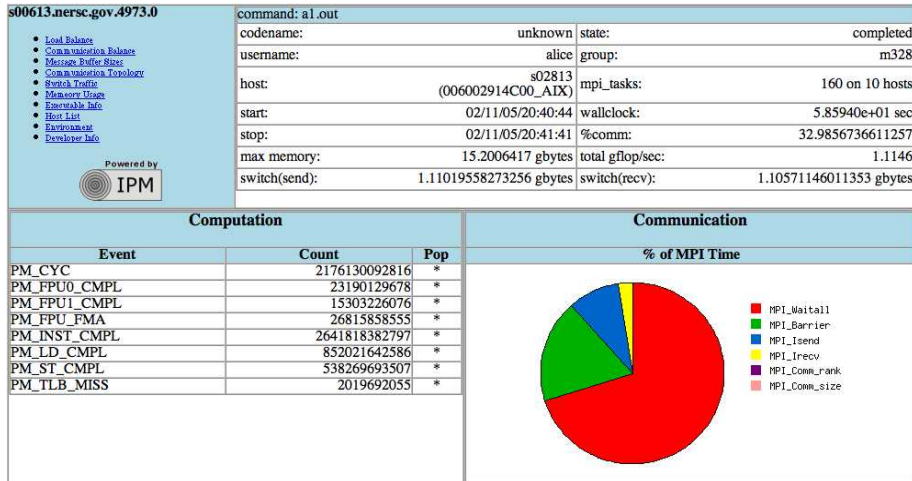 s00613.nersc.gov.4973.0
Load Balance
Communication Balance
Message Buffer Sizes
Communication Topology
Switch Traffic
Memeory Usage
Executable Info
Host List
Environment
Developer Info
Powered by
IPM
command: a1.out
codename: unknown state: completed
username: alice group: m328
host: s02813 (006002914C00_AIX) mpi_tasks: 160 on 10 hosts
start: 02/11/05/20:40:44 wallclock: 5.85940e+01 sec
stop: 02/11/05/20:41:41 %comm: 32.9856736611257
max memory: 15.2006417 gbytes total gflop/sec: 1.1146
switch(send): 1.11019558273256 gbytes switch(recv): 1.10571146011353 gbytes
Computation
Event Count Pop
PM_CYC 2176130092816 *
PM_FPU0_CMPL 23190129678 *
PM_FPU1_CMPL 15303226076 *
PM_FPU_FMA 26815858555 *
PM_INST_CMPL 2641818382797 *
PM_LD_CMPL 852021642586 *
PM_ST_CMPL 538269693507 *
PM_TLB_MISS 2019692055 *
Communication
% of MPI Time
MPI_Waitall
MPI_Barrier
MPI_Isend
MPI_Irecv
MPI_Comm_rank
MPI_Comm_size